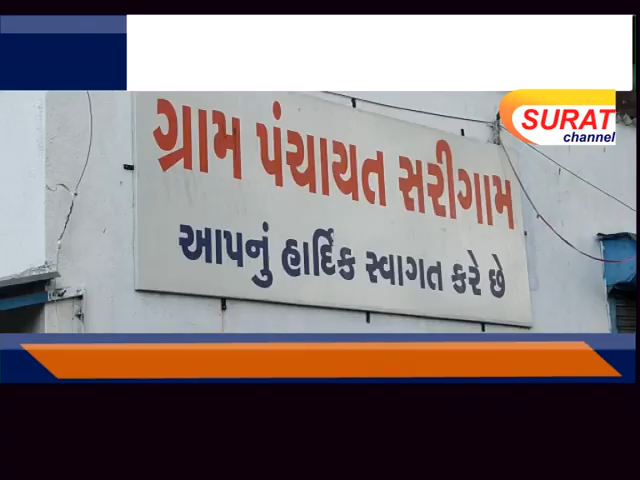 SURAT
channel
ગ્રામ પંચાયત સરીગામ
આપનું હાર્દિક સ્વાગત કરે છે